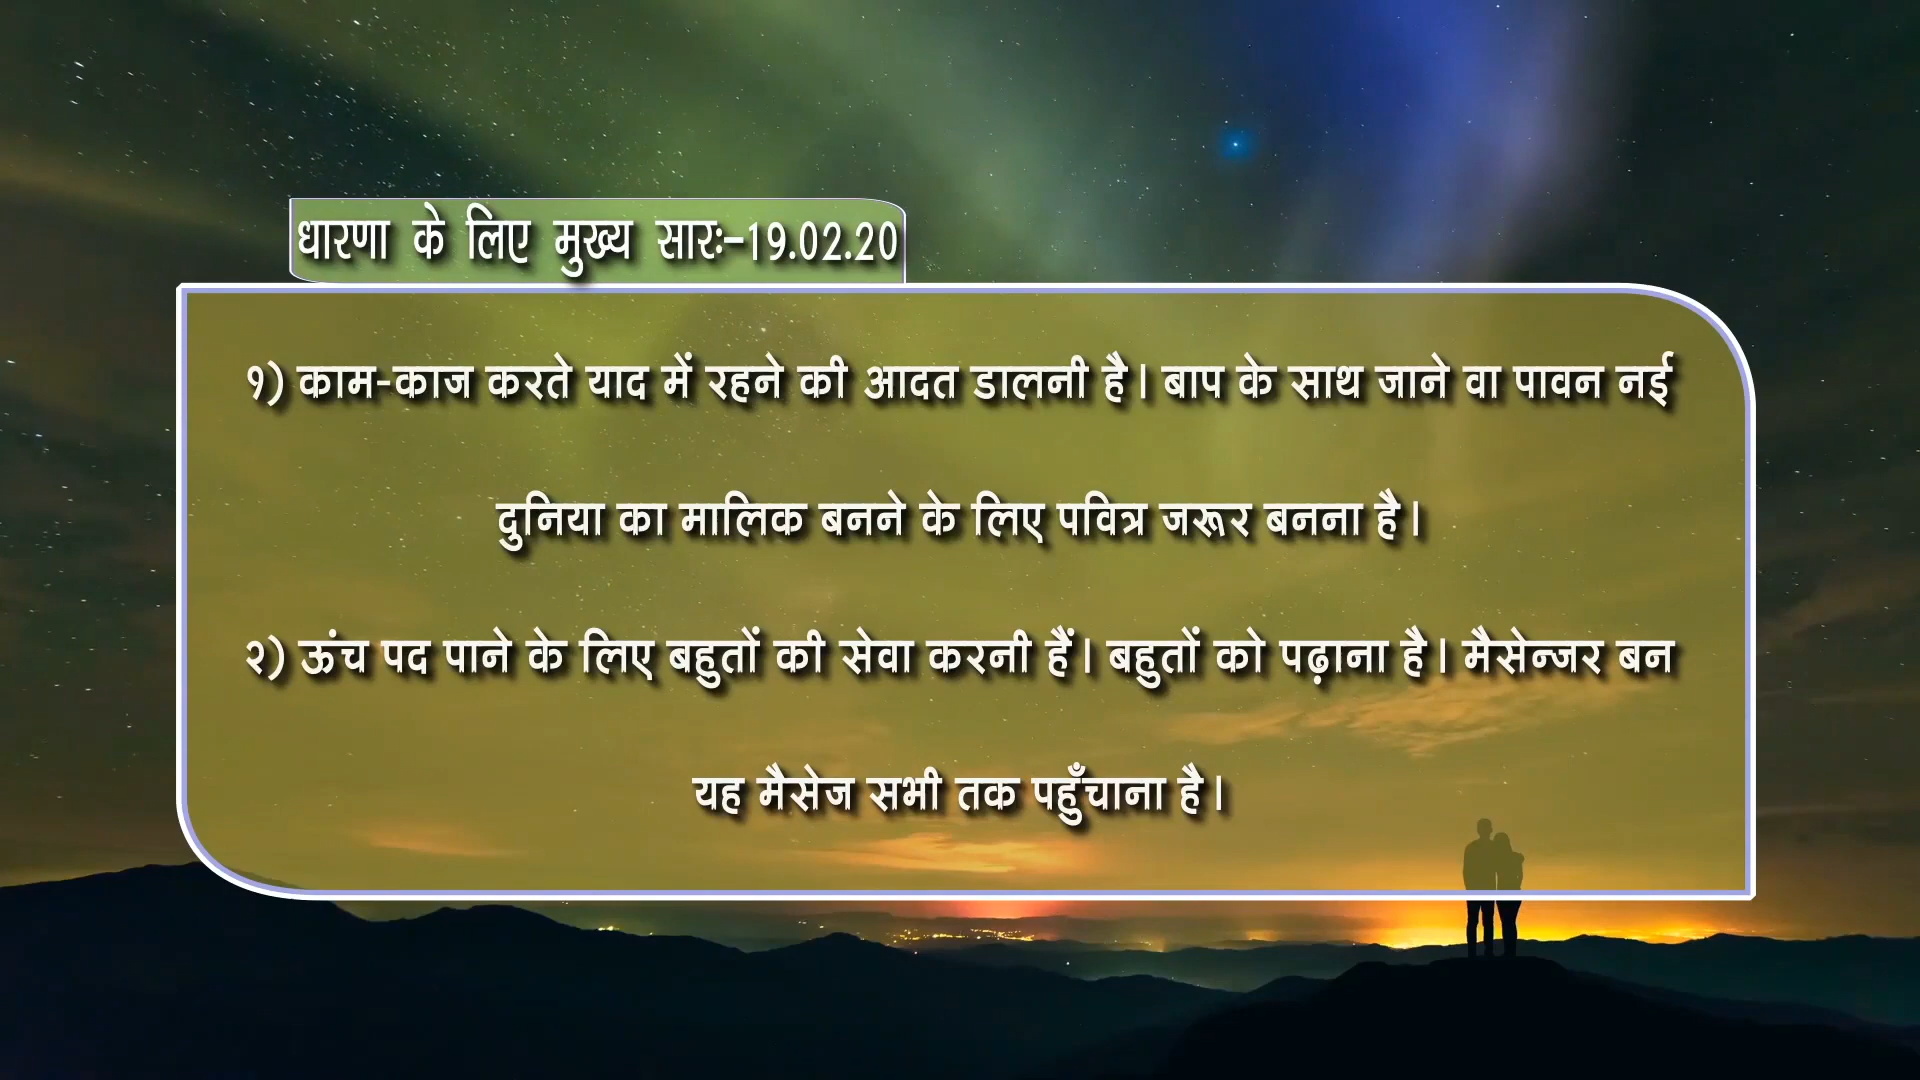 धारणा के लिए मुख्य सारः-19.02.20
१) काम-काज करते याद में रहने की आदत डालनी है। बाप के साथ जाने वा पावन नई
दुनिया का मालिक बनने के लिए पवित्र जरूर बनना है।
२) ऊंच पद पाने के लिए बहुतों की सेवा करनी हैं। बहुतों को पढ़ाना है। मैसेन्जर बन
यह मैसेज सभी तक पहुँचाना है।